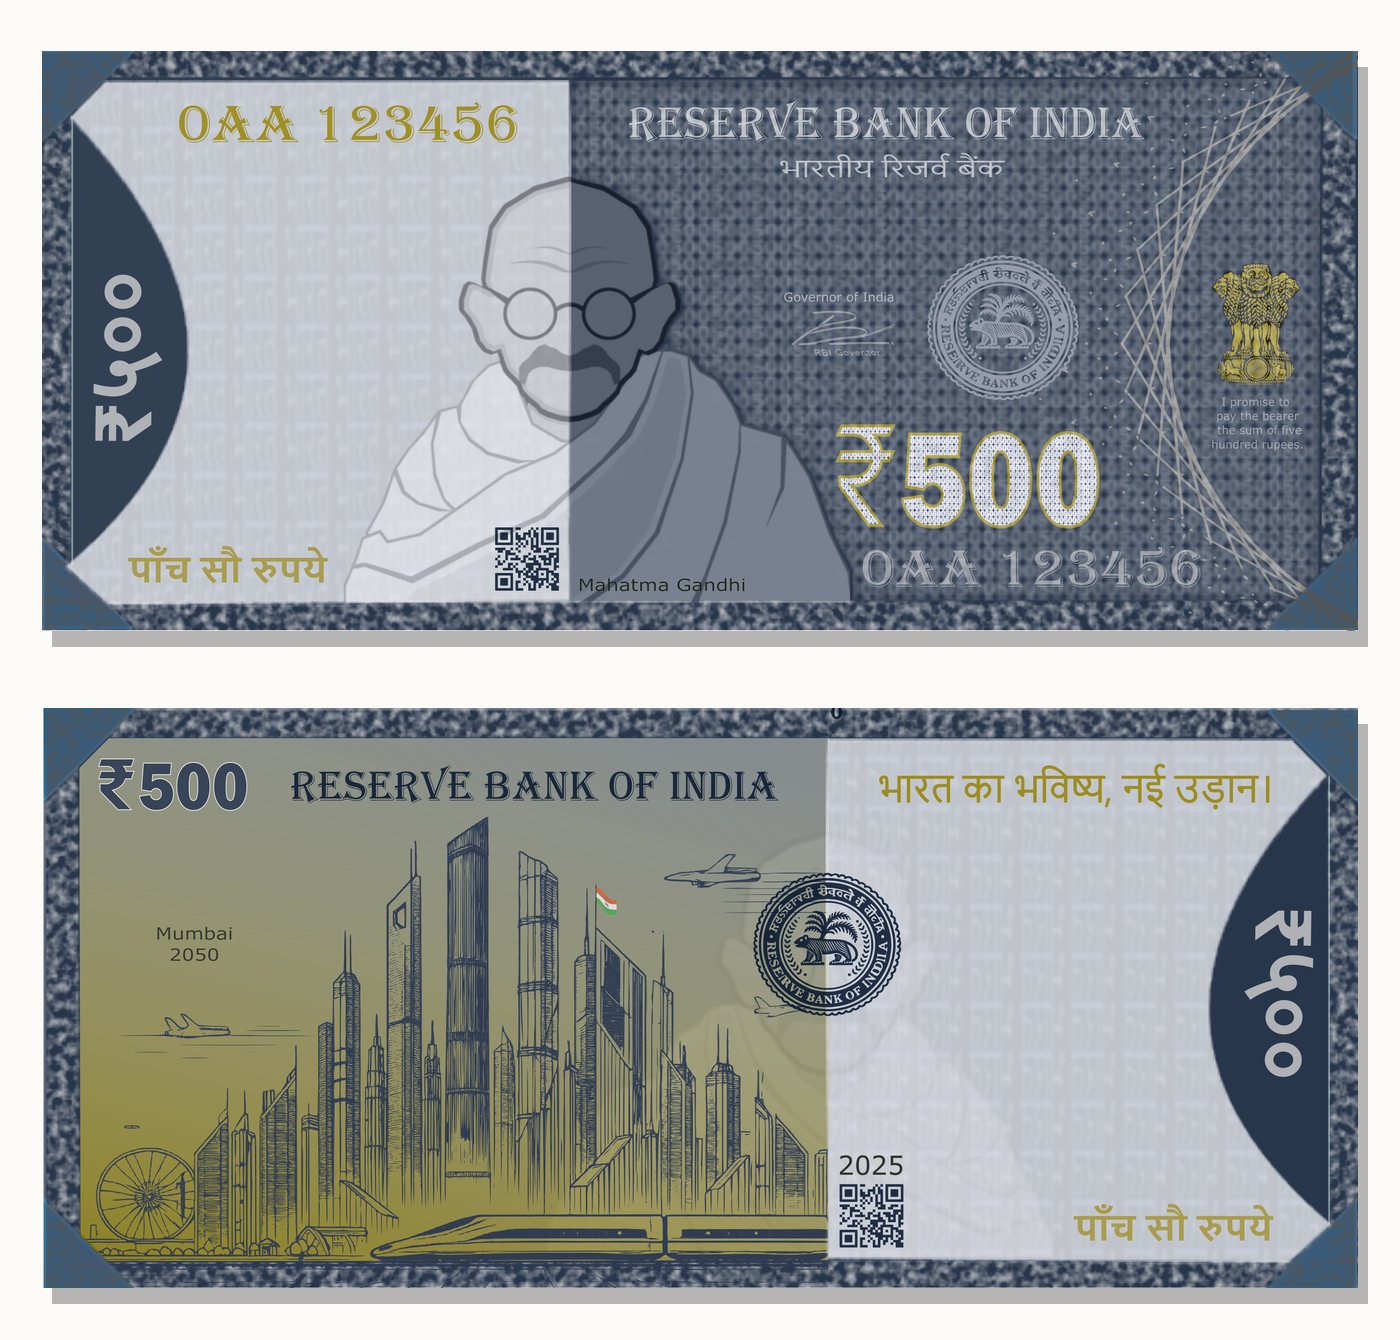 OAA 123456
RESERVE BANK OF INDIA
भारतीय रिजर्व बैंक
₹५००
Governor of India
RBI Governor
RESERVE BANK OF INDIA
I promise to
pay the bearer
the sum of five
hundred rupees.
₹500
OAA 123456
पाँच सौ रुपये
Mahatma Gandhi
₹500
RESERVE BANK OF INDIA
भारत का भविष्य, नई उड़ान।
Mumbai
2050
RESERVE BANK OF INDIA
₹५००
2025
पाँच सौ रुपये